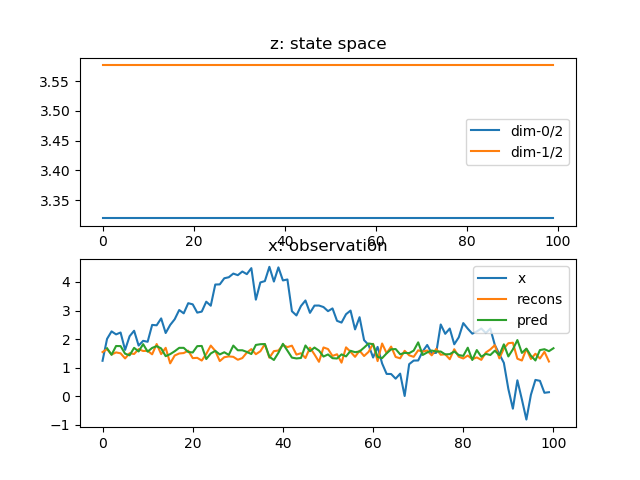 z: state space
3.55
3.50
3.45
3.40
3.35
dim-0/2
dim-1/2
0 20 40 60 80 100
x: observation
4
3
2
1
0
−1
x
recons
pred
0 20 40 60 80 100